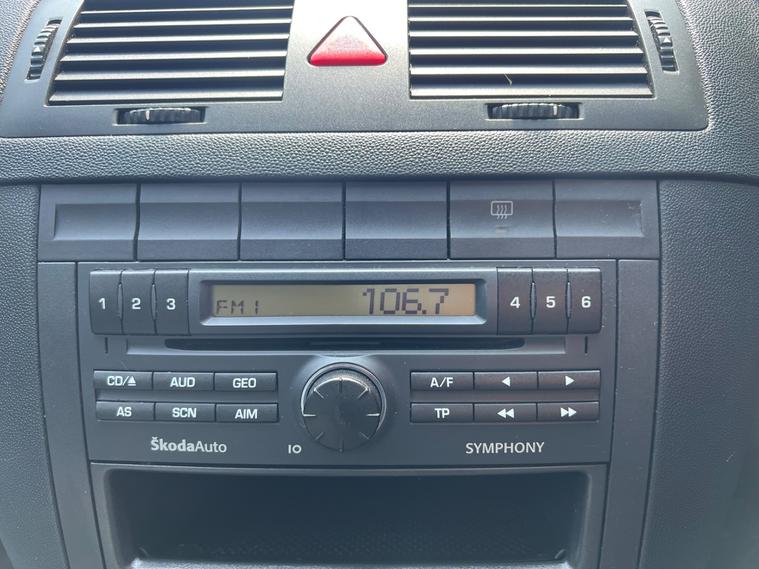 1 2 3
FM1 106.7
4 5 6
CD/⏏ AUD GEO
A/F ◀ ▶
AS SCN AIM
TP ◀◀ ▶▶
ŠkodaAuto
IO
SYMPHONY